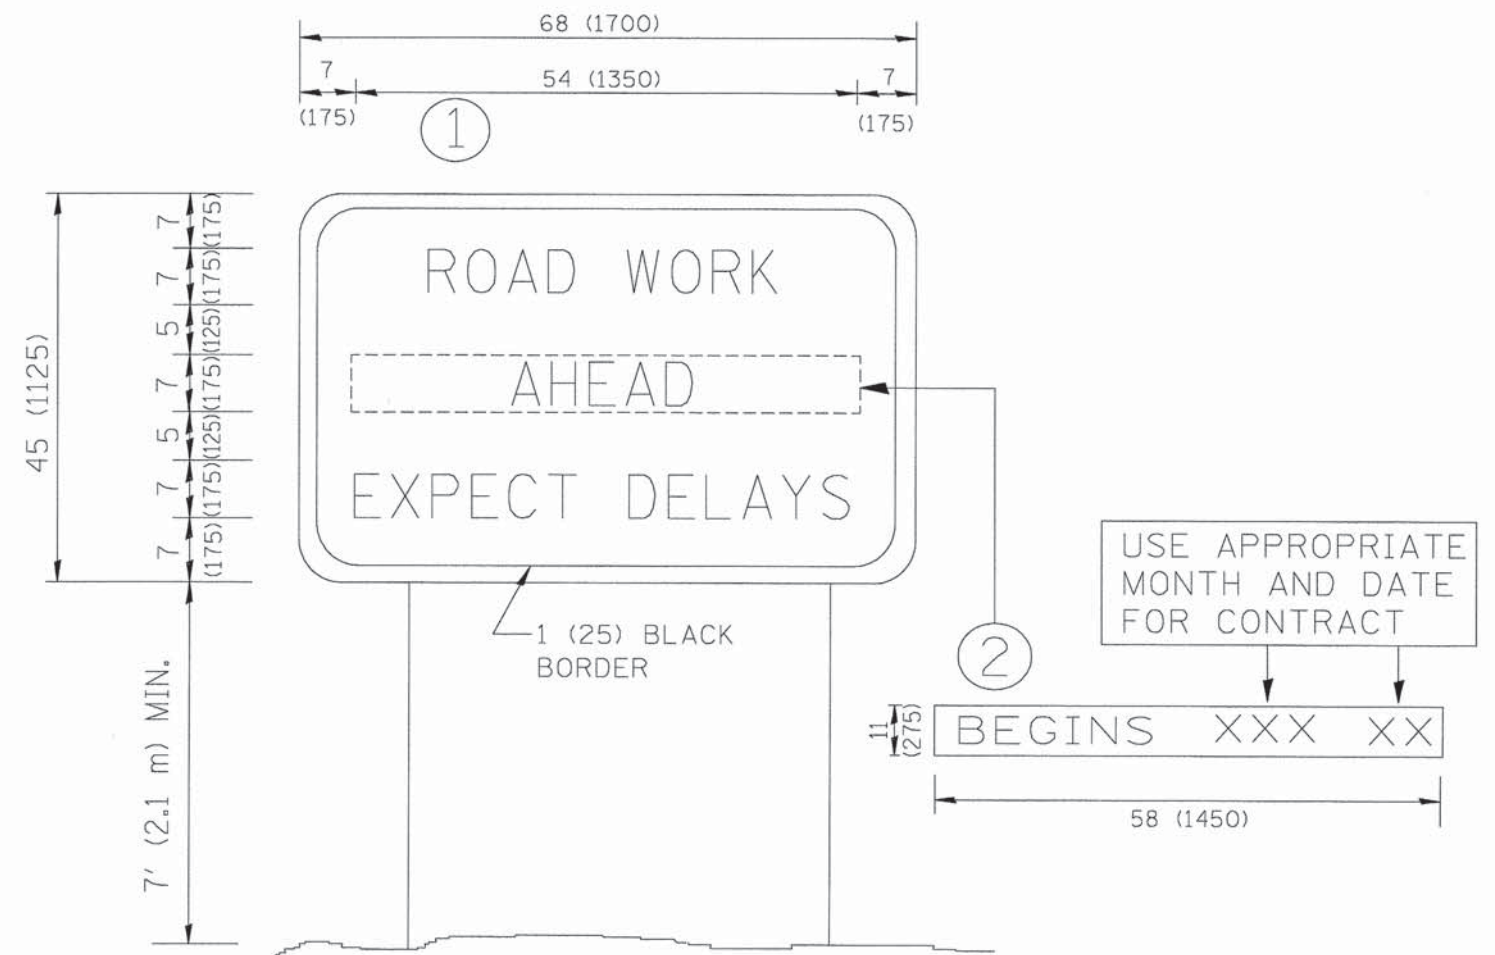 68 (1700)
7
54 (1350)
7
(175)
(175)
1
7
(175)
7
(175)
5
(125)
7
(175)
5
(125)
7
(175)
7
(175)
45 (1125)
ROAD WORK
AHEAD
EXPECT DELAYS
1 (25) BLACK
BORDER
7' (2.1 m) MIN.
2
USE APPROPRIATE
MONTH AND DATE
FOR CONTRACT
11
(275)
BEGINS XXX XX
58 (1450)